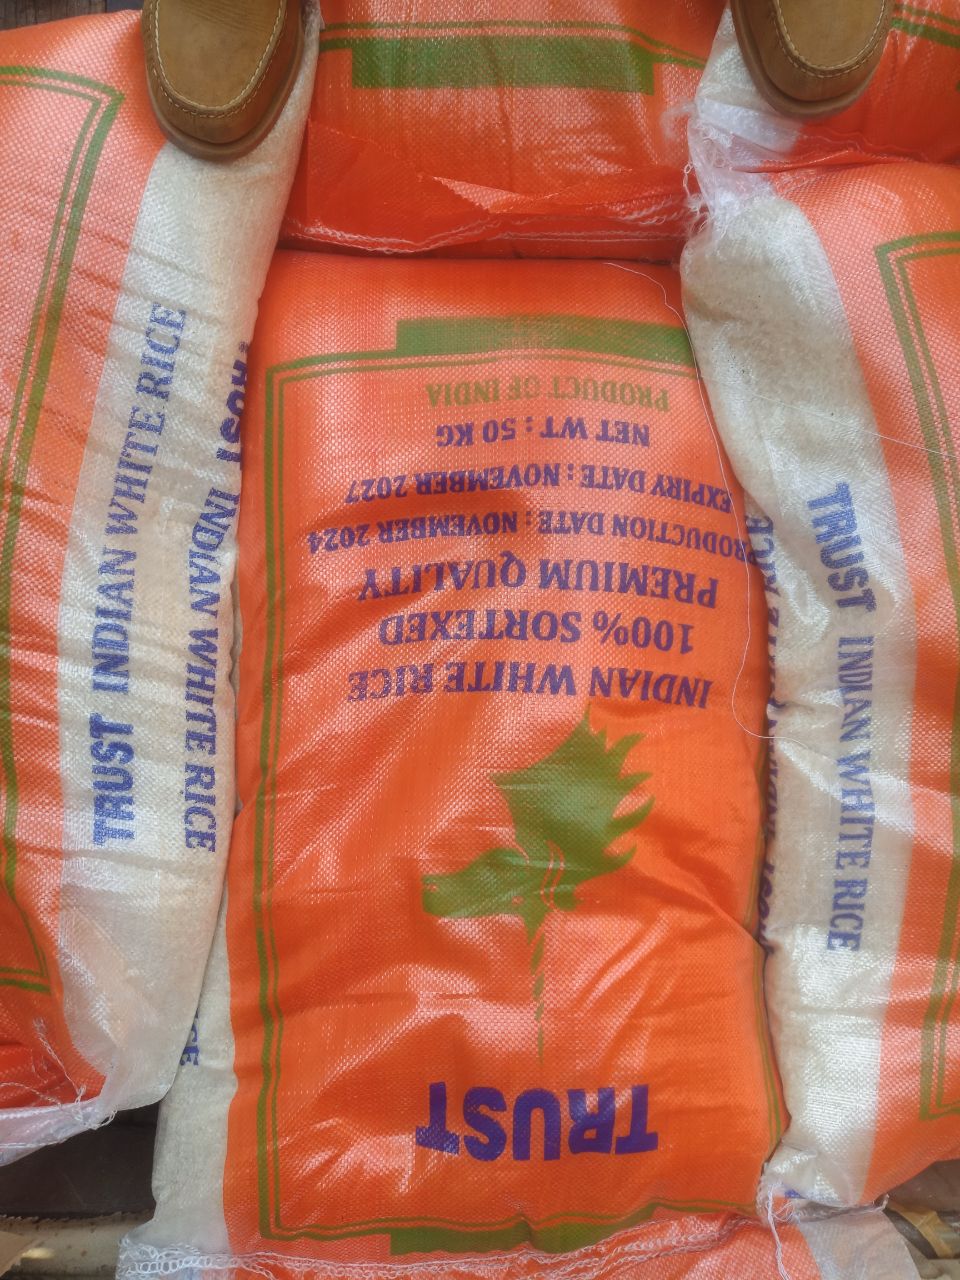 TRUST
INDIAN WHITE RICE
100% SORTEXED
PREMIUM QUALITY
PRODUCTION DATE : NOVEMBER 2024
EXPIRY DATE : NOVEMBER 2027
NET WT : 50 KG
PRODUCT OF INDIA
TRUST INDIAN WHITE RICE
TRUST INDIAN WHITE RICE
TRUST INDIAN WHITE RICE